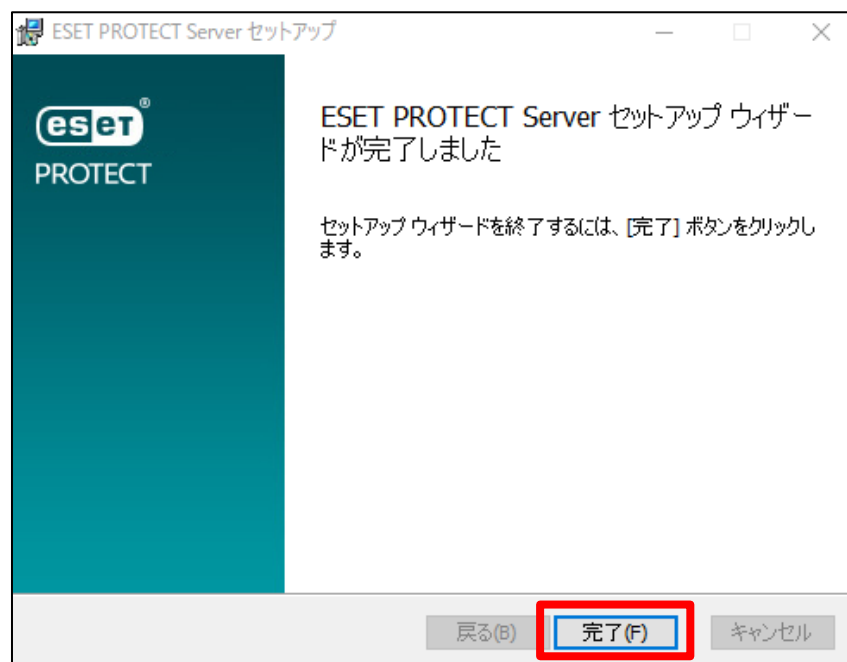 ESET PROTECT Server セットアップ
eseT®
PROTECT
ESET PROTECT Server セットアップ ウィザー
ドが完了しました
セットアップ ウィザードを終了するには、[完了] ボタンをクリックし
ます。
戻る(B) 完了(F) キャンセル